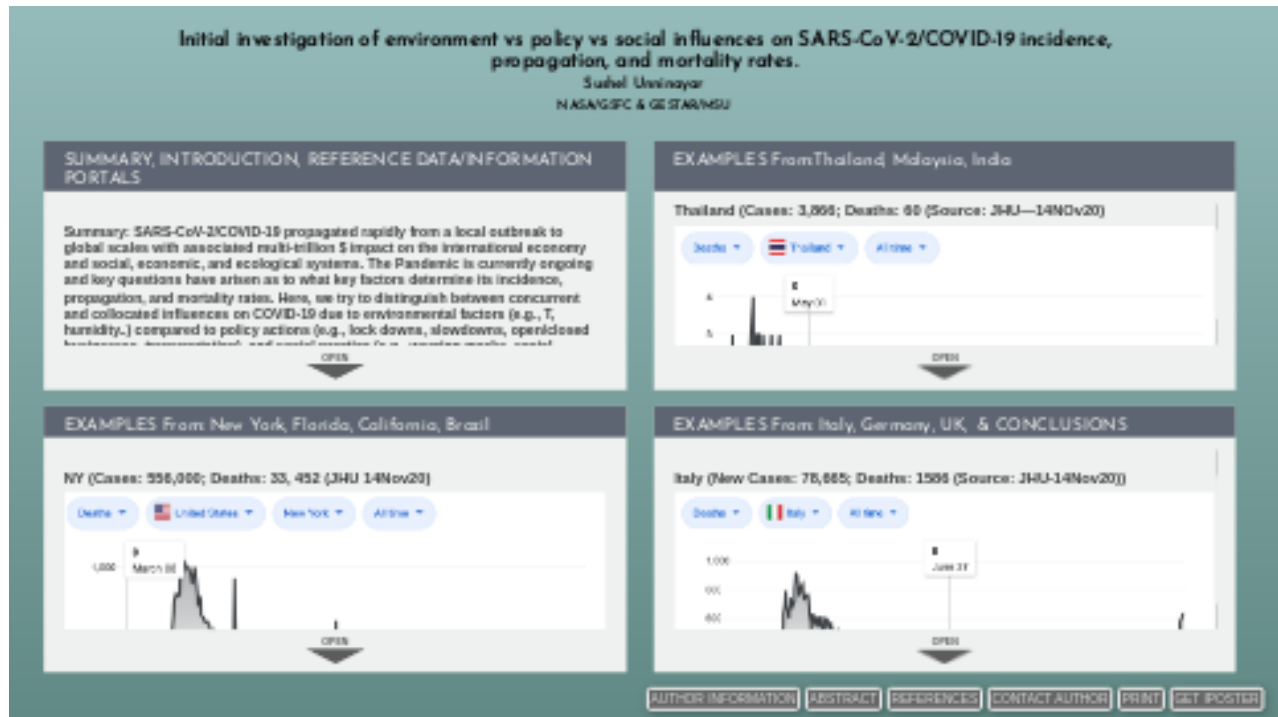 Initial investigation of environment vs policy vs social influences on SARS-CoV-2/COVID-19 incidence,
propagation, and mortality rates.
Sushel Unninayar
NASA/GSFC & GESTAR/MSU
SUMMARY, INTRODUCTION, REFERENCE DATA/INFORMATION
PORTALS
Summary: SARS-CoV-2/COVID-19 propagated rapidly from a local outbreak to
global scales with associated multi-trillion $ impact on the international economy
and social, economic, and ecological systems. The Pandemic is currently ongoing
and key questions have arisen as to what key factors determine its incidence,
propagation, and mortality rates. Here, we try to distinguish between concurrent
and collocated influences on COVID-19 due to environmental factors (e.g., T,
humidity..) compared to policy actions (e.g., lock downs, slowdowns, open/closed
OPEN
EXAMPLES From:Thailand, Malaysia, India
Thailand (Cases: 3,866; Deaths: 60 (Source: JHU—14NOv20)
Deaths Thailand All time
May 31
OPEN
EXAMPLES From: New York, Florida, California, Brazil
NY (Cases: 556,000; Deaths: 33, 452 (JHU 14Nov20)
Deaths United States New York All time
1,000
March
OPEN
EXAMPLES From: Italy, Germany, UK, & CONCLUSIONS
Italy (New Cases: 78,665; Deaths: 1586 (Source: JHU-14Nov20))
Deaths Italy All time
1,000
June 27
800
600
OPEN
AUTHOR INFORMATION ABSTRACT REFERENCES CONTACT AUTHOR PRINT GET IPOSTER